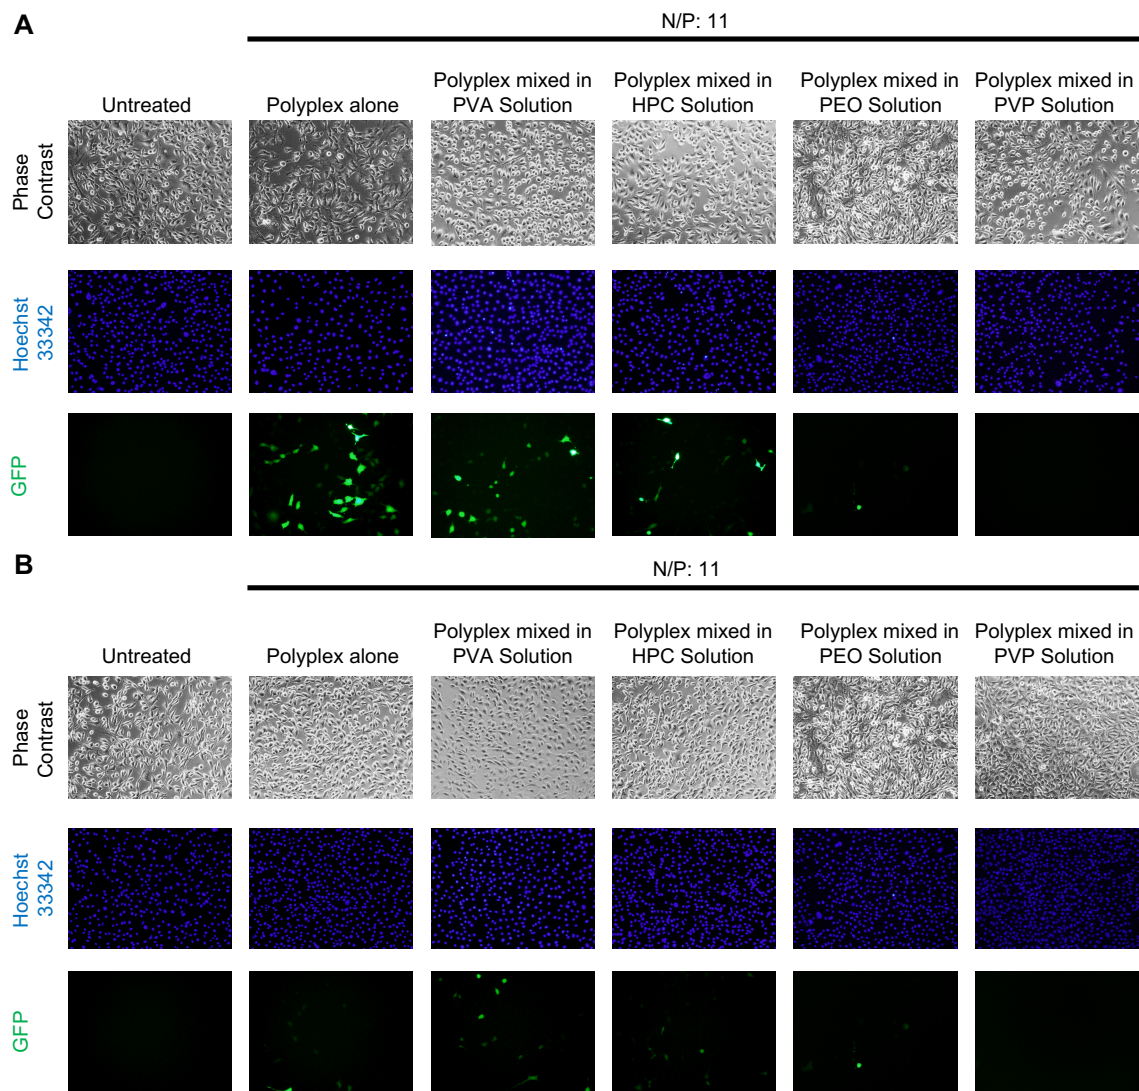 A
N/P: 11
Untreated
Polyplex alone
Polyplex mixed in
PVA Solution
Polyplex mixed in
HPC Solution
Polyplex mixed in
PEO Solution
Polyplex mixed in
PVP Solution
Phase
Contrast
Hoechst
33342
GFP
B
N/P: 11
Untreated
Polyplex alone
Polyplex mixed in
PVA Solution
Polyplex mixed in
HPC Solution
Polyplex mixed in
PEO Solution
Polyplex mixed in
PVP Solution
Phase
Contrast
Hoechst
33342
GFP